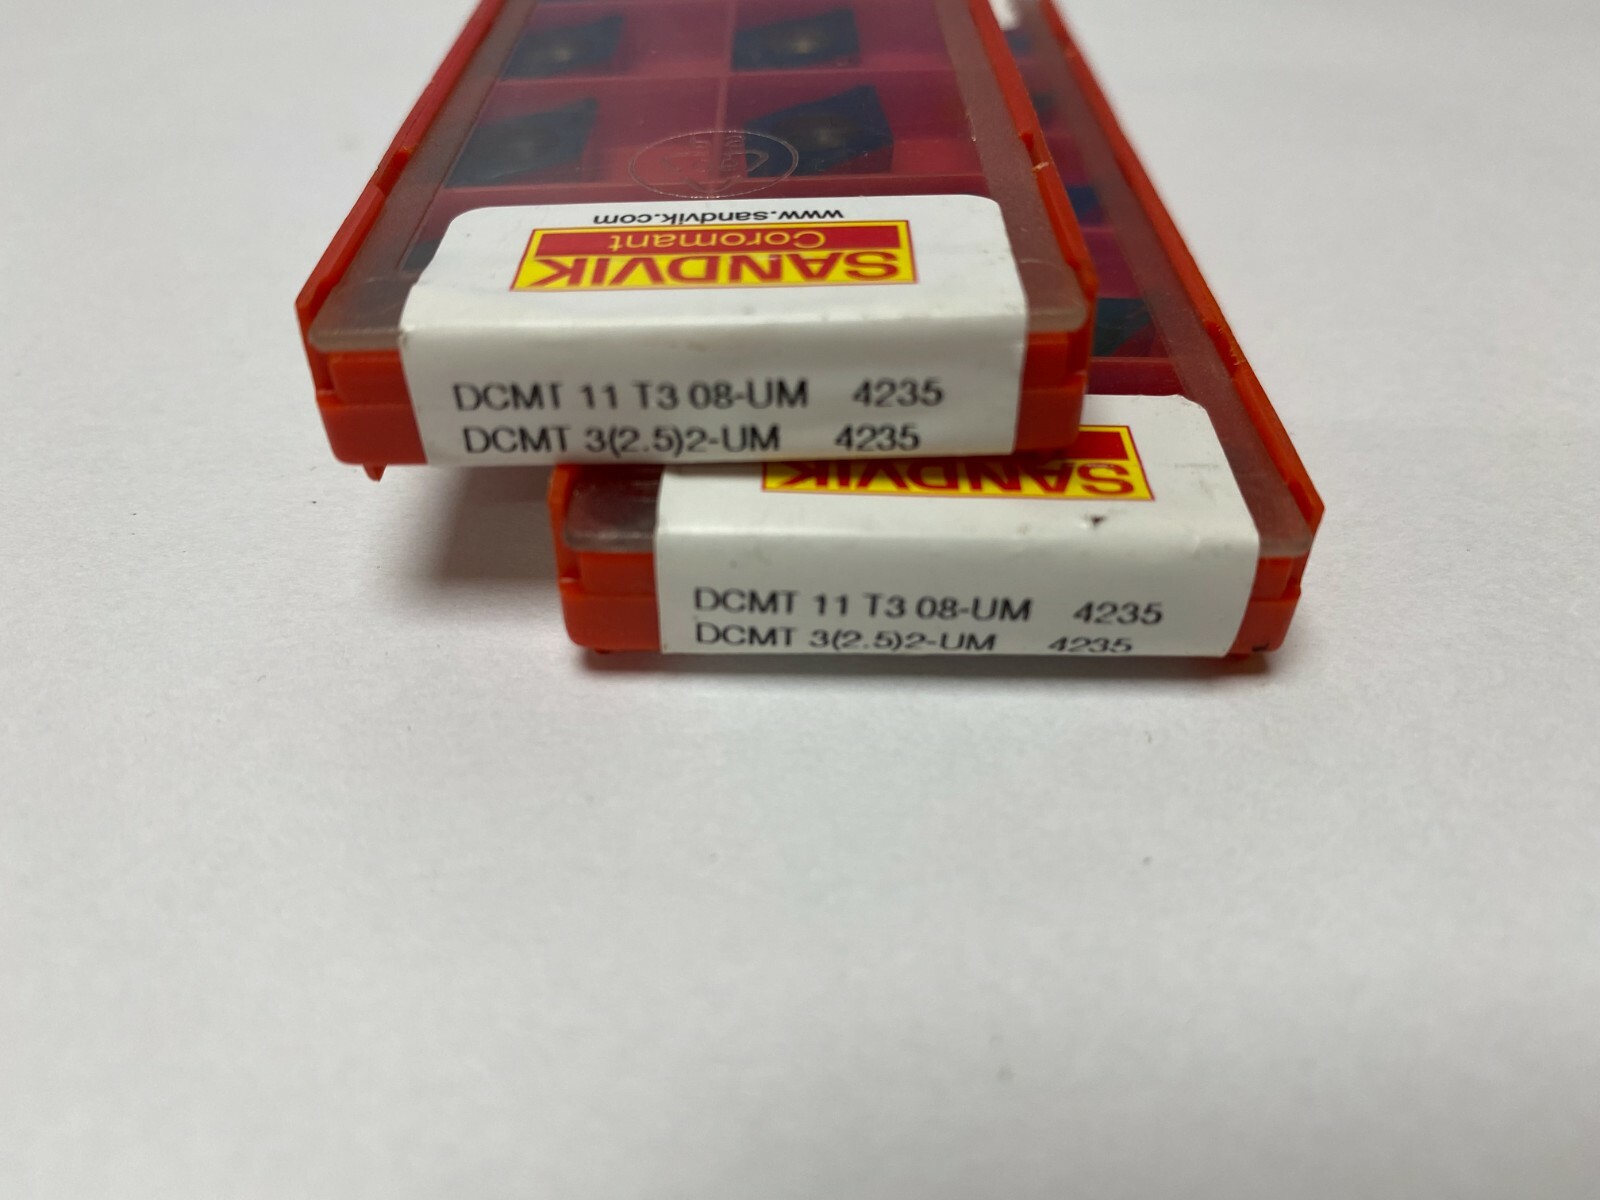 www.sandvik.com
Coromant
SANDVIK
DCMT 11 T3 08-UM 4235
DCMT 3(2.5)2-UM 4235
SANDVIK
DCMT 11 T3 08-UM 4235
DCMT 3(2.5)2-UM 4235